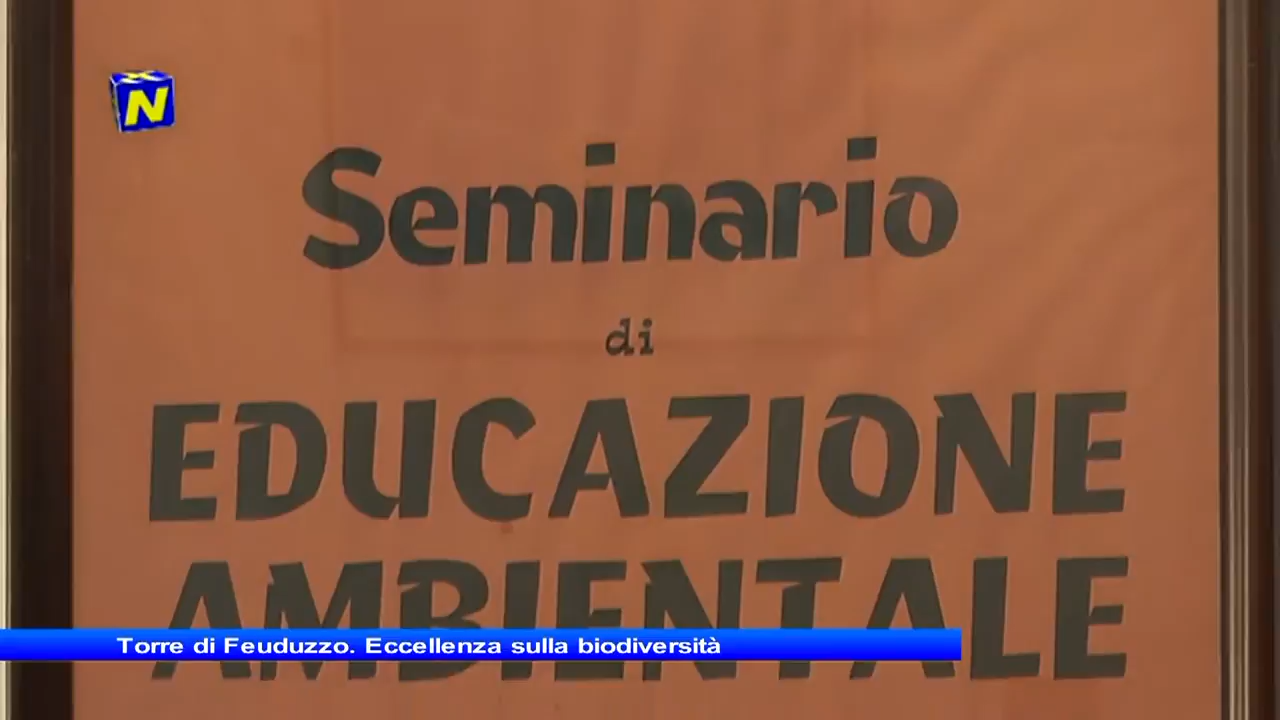 N
Seminario
di
EDUCAZIONE
AMBIENTALE
Torre di Feuduzzo. Eccellenza sulla biodiversità